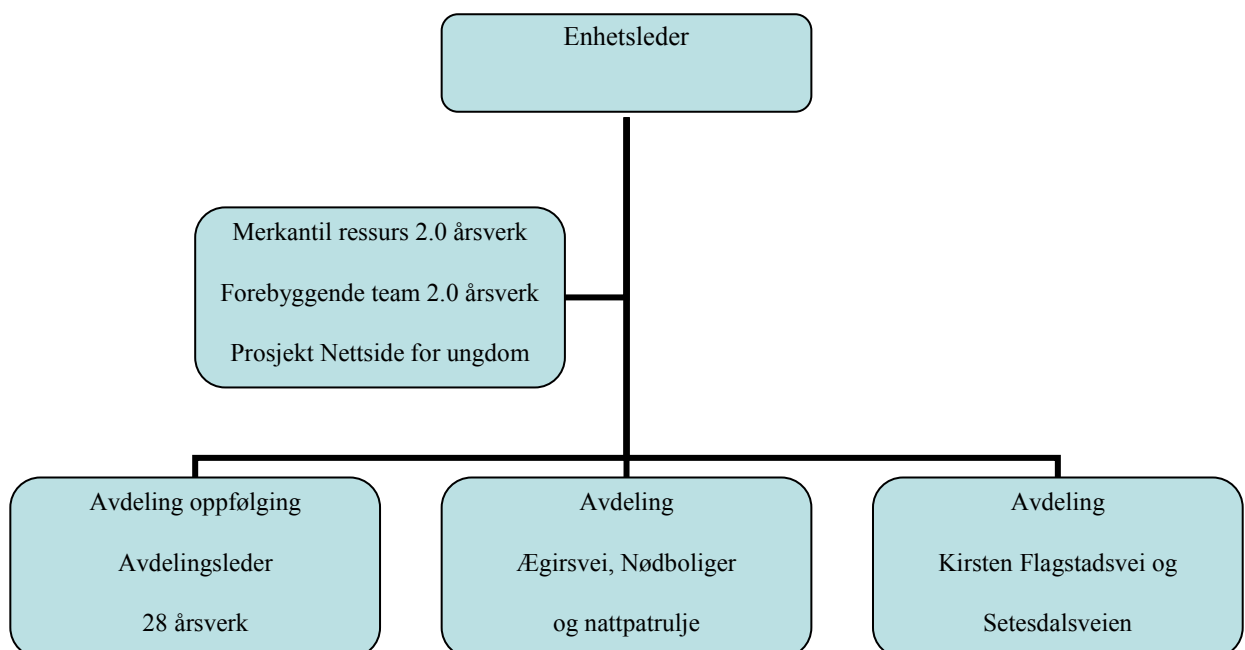 Enhetsleder
Merkantil ressurs 2.0 årsverk
Forebyggende team 2.0 årsverk
Prosjekt Nettside for ungdom
Avdeling oppfølging
Avdelingsleder
28 årsverk
Avdeling
Ægirsvei, Nødboliger
og nattpatrulje
Avdeling
Kirsten Flagstadsvei og
Setesdalsveien